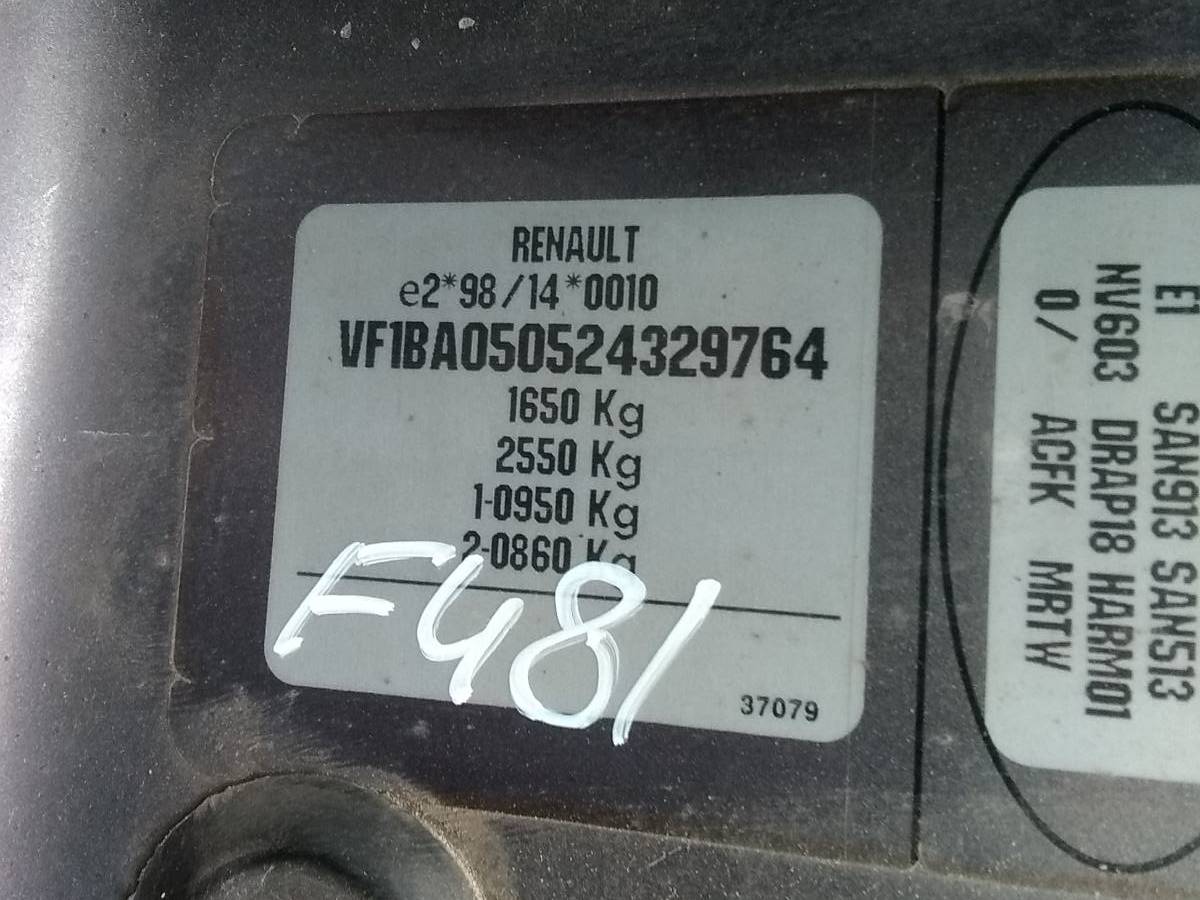 RENAULT
e2*98/14*0010
VF1BA050524329764
1650 Kg
2550 Kg
1-0950 Kg
2-0860 Kg
F481
37079
E1 SAN913 SAN513
NV603 DRAP18 HARM01
0/ ACFK MRTW